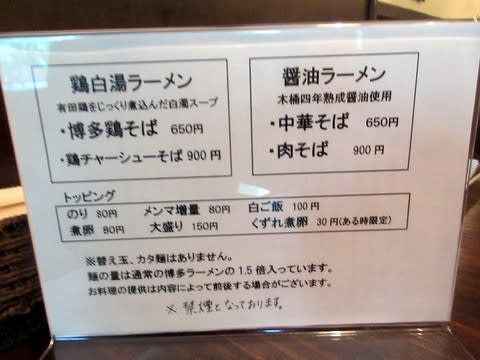 鶏白湯ラーメン
有田鶏をじっくり煮込んだ白濁スープ
・博多鶏そば 650円
・鶏チャーシューそば 900円
醤油ラーメン
木桶四年熟成醤油使用
・中華そば 650円
・肉そば 900円
トッピング
のり 80円 メンマ増量 80円 白ご飯 100円
煮卵 80円 大盛り 150円 くずれ煮卵 30円(ある時限定)
※替え玉、カタ麺はありません。
麺の量は通常の博多ラーメンの1.5倍入っています。
お料理の提供は内容によって前後する場合がございます。
※ 禁煙となっております。